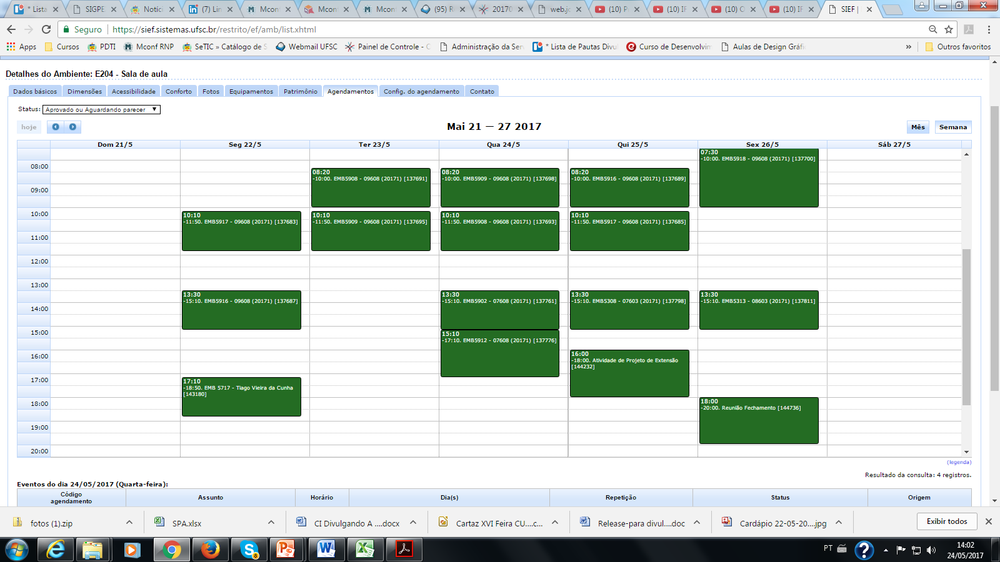 * Lista
SIGPE
Notíci
(7) Lin
Mconf
Mconf
Mconf
(95) R
20170
web.jc
(10) P
(10) IF
(10) C
(10) IF
SIEF |
Seguro
https://sief.sistemas.ufsc.br/restrito/ef/amb/list.xhtml
Apps
Cursos
PDTI
Mconf RNP
SeTIC » Catálogo de S
Webmail UFSC
Painel de Controle - C
Administração da Ser
* Lista de Pautas Divul
Curso de Desenvolvim
Aulas de Design Gráfic
»
Outros favoritos
Detalhes do Ambiente: E204 - Sala de aula
Dados básicos
Dimensões
Acessibilidade
Conforto
Fotos
Equipamentos
Patrimônio
Agendamentos
Config. do agendamento
Contato
Status:
Aprovado ou Aguardando parecer
hoje
Mai 21 — 27 2017
Mês
Semana
Dom 21/5
Seg 22/5
Ter 23/5
Qua 24/5
Qui 25/5
Sex 26/5
Sáb 27/5
07:30
-10:00. EMB5918 - 09608 (20171) [137700]
08:00
08:20
-10:00. EMB5908 - 09608 (20171) [137691]
08:20
-10:00. EMB5909 - 09608 (20171) [137698]
08:20
-10:00. EMB5916 - 09608 (20171) [137689]
09:00
10:00
10:10
-11:50. EMB5917 - 09608 (20171) [137683]
10:10
-11:50. EMB5909 - 09608 (20171) [137695]
10:10
-11:50. EMB5908 - 09608 (20171) [137693]
10:10
-11:50. EMB5917 - 09608 (20171) [137685]
11:00
12:00
13:00
13:30
-15:10. EMB5916 - 09608 (20171) [137687]
13:30
-15:10. EMB5902 - 07608 (20171) [137761]
13:30
-15:10. EMB5308 - 07603 (20171) [137798]
13:30
-15:10. EMB5313 - 08603 (20171) [137811]
14:00
15:00
15:10
-17:10. EMB5912 - 07608 (20171) [137776]
16:00
16:00
-18:00. Atividade de Projeto de Extensão
[144232]
17:00
17:10
-18:50. EMB 5717 - Tiago Vieira da Cunha
[143180]
18:00
18:00
-20:00. Reunião Fechamento [144736]
19:00
20:00
(legenda)
Resultado da consulta: 4 registros.
Eventos do dia 24/05/2017 (Quarta-feira):
Código
agendamento
Assunto
Horário
Dia(s)
Repetição
Status
Origem
fotos (1).zip
SPA.xlsx
CI Divulgando A ....docx
Cartaz XVI Feira CU....c...
Release-para divul....doc
Cardápio 22-05-20....jpg
Exibir todos
8
PT
14:02
24/05/2017